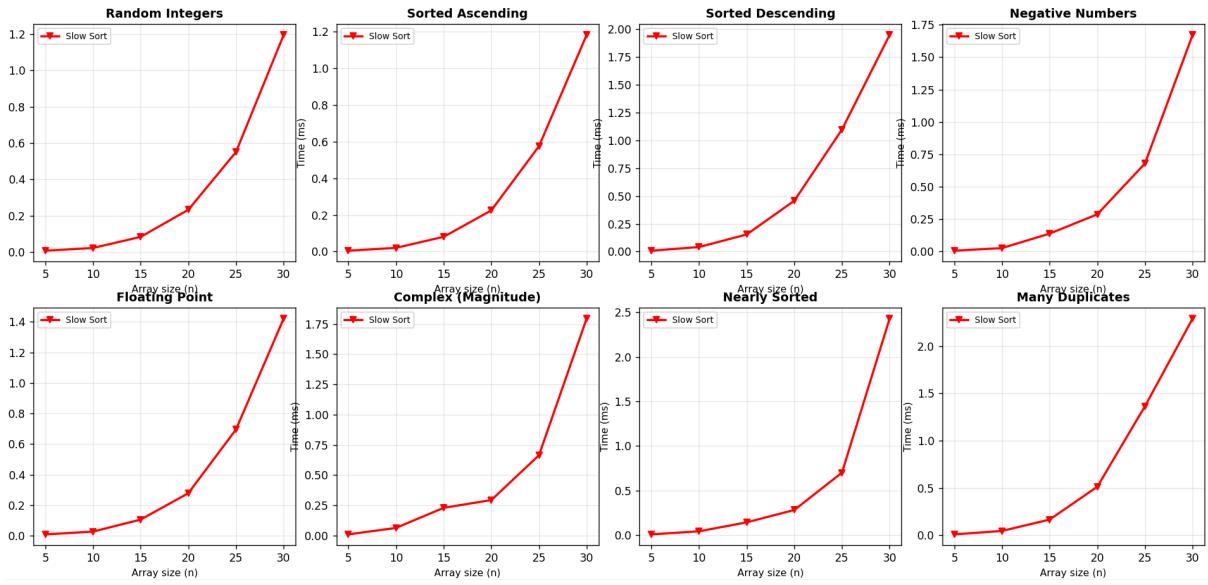 Random Integers
Slow Sort
1.2
1.0
0.8
0.6
0.4
0.2
0.0
5 10 15 20 25 30
Array size (n)
Sorted Ascending
Slow Sort
Time (ms)
1.2
1.0
0.8
0.6
0.4
0.2
0.0
5 10 15 20 25 30
Array size (n)
Sorted Descending
Slow Sort
Time (ms)
2.00
1.75
1.50
1.25
1.00
0.75
0.50
0.25
0.00
5 10 15 20 25 30
Array size (n)
Negative Numbers
Slow Sort
Time (ms)
1.75
1.50
1.25
1.00
0.75
0.50
0.25
0.00
5 10 15 20 25 30
Array size (n)
Floating Point
Slow Sort
1.4
1.2
1.0
0.8
0.6
0.4
0.2
0.0
5 10 15 20 25 30
Array size (n)
Complex (Magnitude)
Slow Sort
Time (ms)
1.75
1.50
1.25
1.00
0.75
0.50
0.25
0.00
5 10 15 20 25 30
Array size (n)
Nearly Sorted
Slow Sort
Time (ms)
2.5
2.0
1.5
1.0
0.5
0.0
5 10 15 20 25 30
Array size (n)
Many Duplicates
Slow Sort
Time (ms)
2.0
1.5
1.0
0.5
0.0
5 10 15 20 25 30
Array size (n)